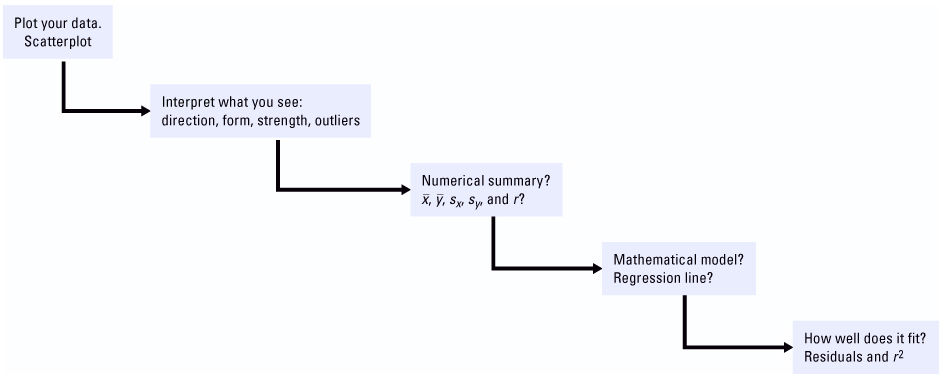 Plot your data.
Scatterplot
Interpret what you see:
direction, form, strength, outliers
Numerical summary?
x̅, y̅, sₓ, s_y, and r?
Mathematical model?
Regression line?
How well does it fit?
Residuals and r²